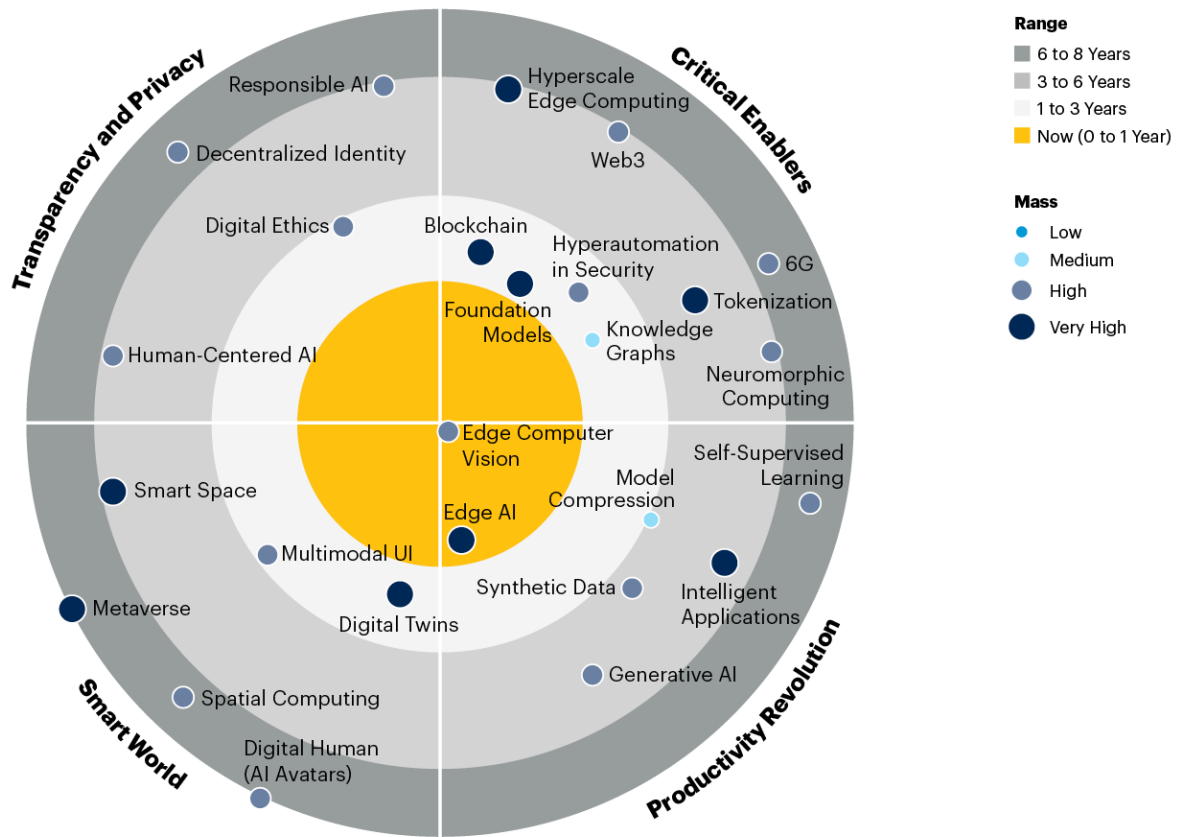 Transparency and Privacy
Critical Enablers
Responsible AI
Decentralized Identity
Digital Ethics
Human-Centered AI
Hyperscale
Edge Computing
Web3
Blockchain
Hyperautomation
in Security
Foundation
Models
Knowledge
Graphs
6G
Tokenization
Neuromorphic
Computing
Edge Computer
Vision
Edge AI
Model
Compression
Self-Supervised
Learning
Synthetic Data
Intelligent
Applications
Generative AI
Productivity Revolution
Smart Space
Multimodal UI
Digital Twins
Metaverse
Spatial Computing
Digital Human
(AI Avatars)
Smart World
Range
6 to 8 Years
3 to 6 Years
1 to 3 Years
Now (0 to 1 Year)
Mass
Low
Medium
High
Very High